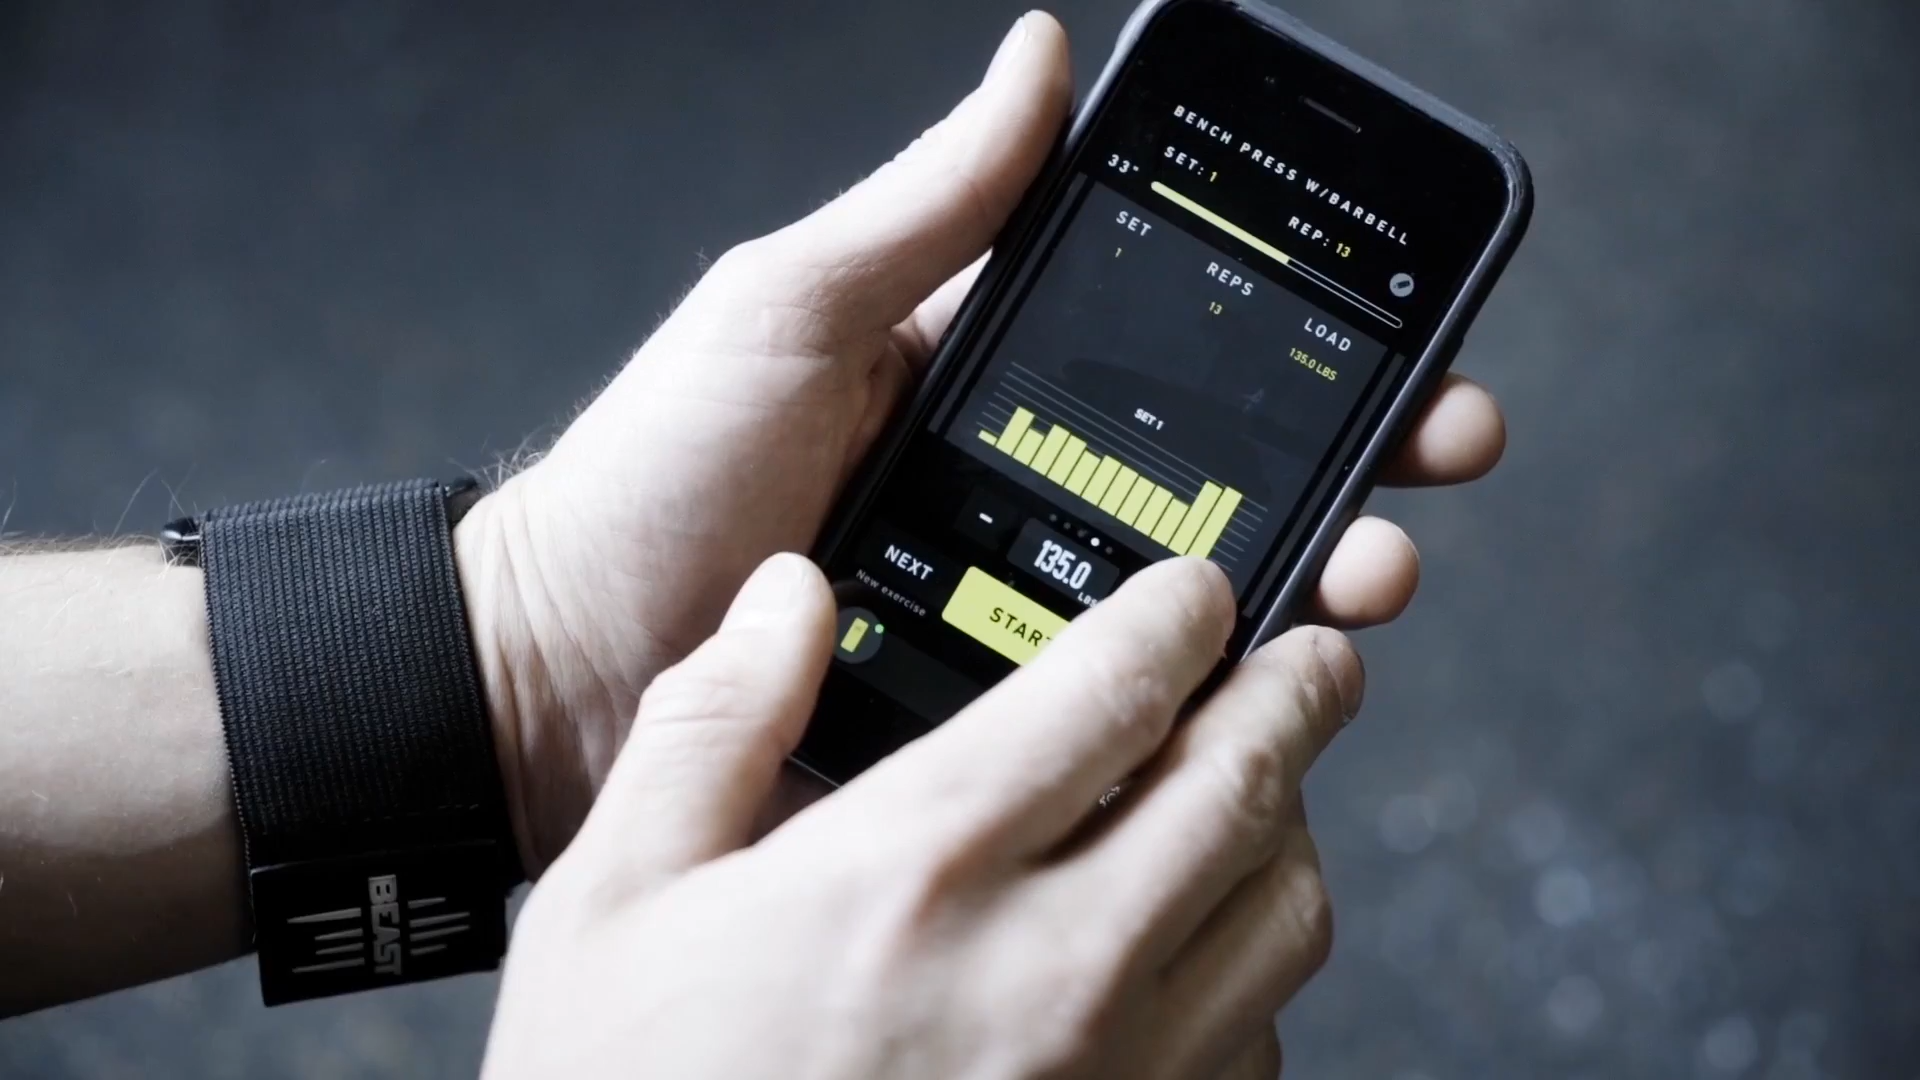 BENCH PRESS W/BARBELL
SET: 1
REP: 13
33"
SET
REPS
LOAD
1
13
135.0 LBS
SET 1
-
135.0
LBS
NEXT
New exercise
START
BEAST